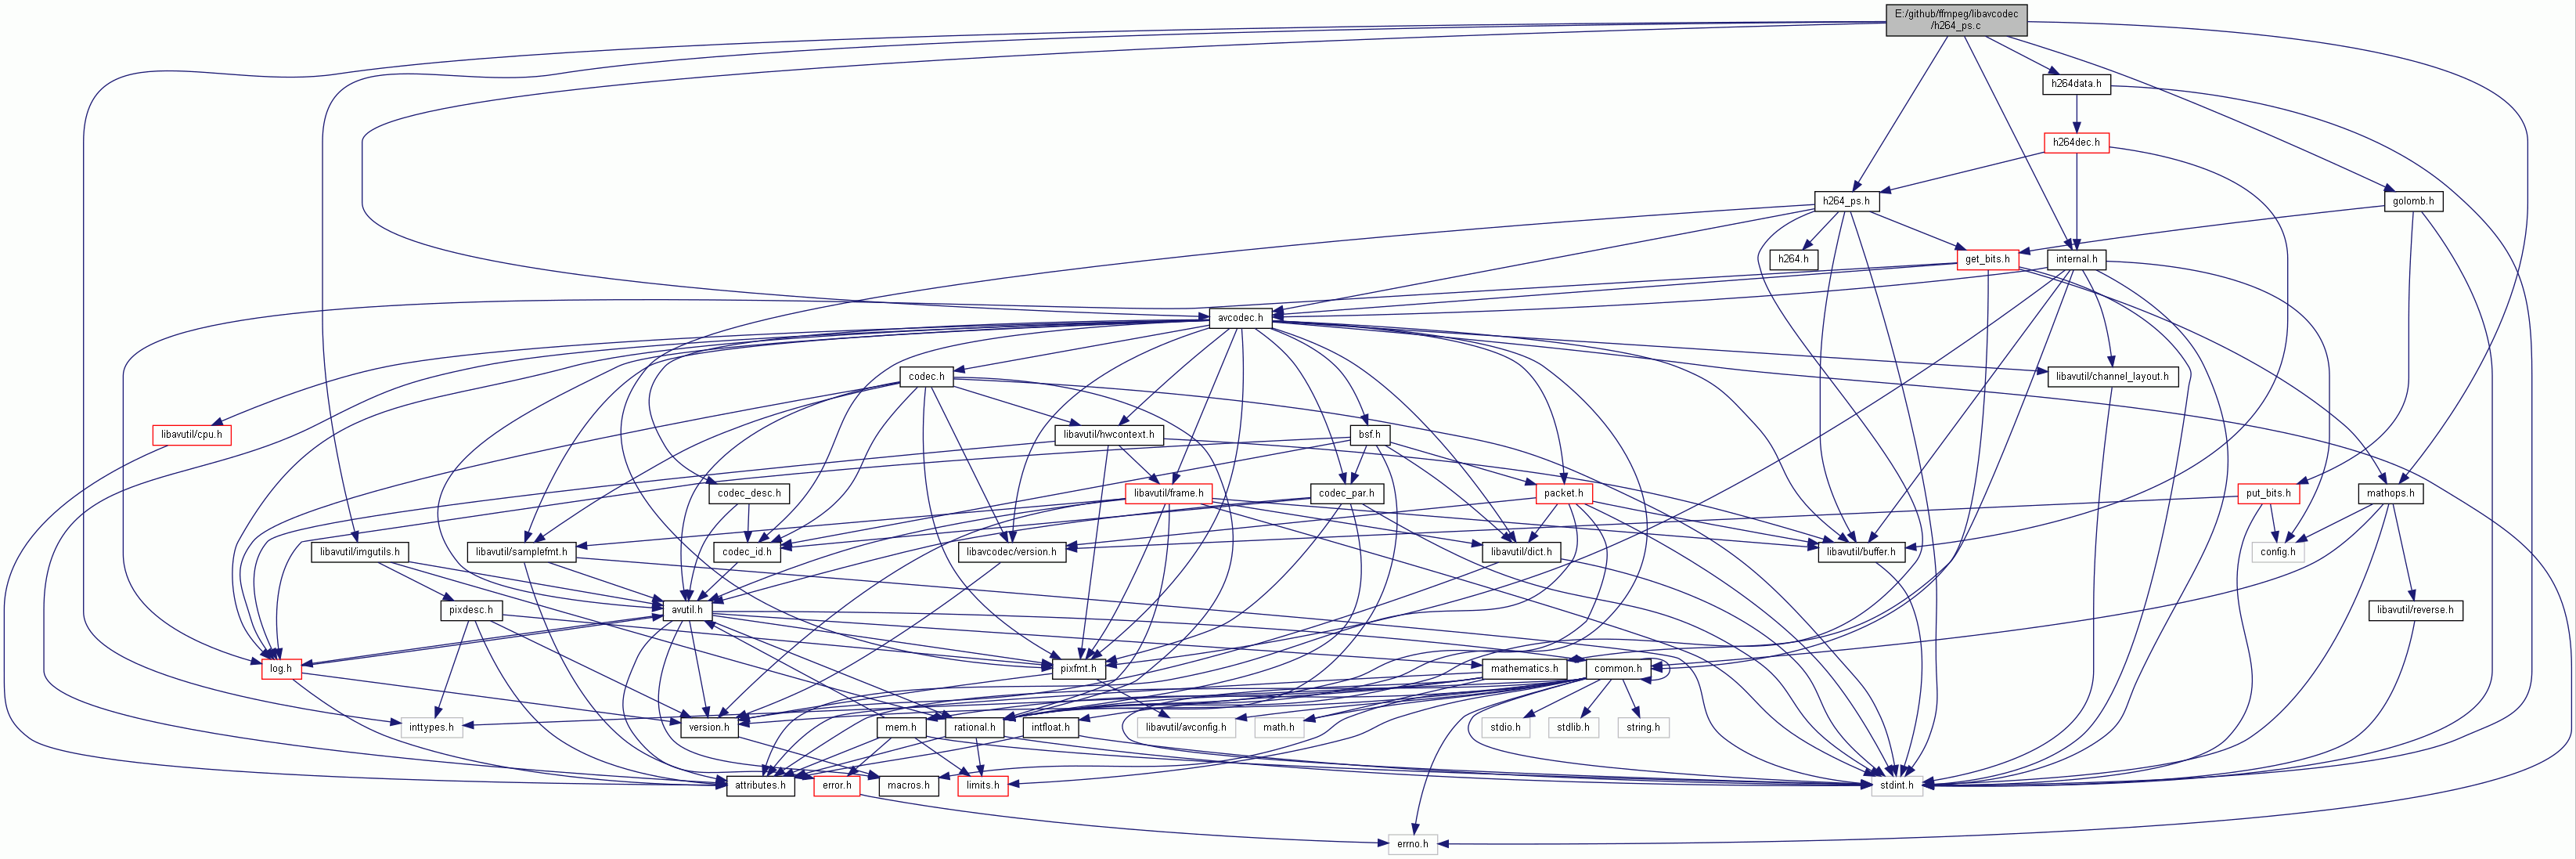 E:/github/ffmpeg/libavcodec
/h264_ps.c
h264data.h
h264dec.h
h264_ps.h
golomb.h
h264.h
get_bits.h
internal.h
avcodec.h
codec.h
libavutil/channel_layout.h
libavutil/cpu.h
libavutil/hwcontext.h
bsf.h
codec_desc.h
libavutil/frame.h
codec_par.h
packet.h
put_bits.h
mathops.h
libavutil/imgutils.h
libavutil/samplefmt.h
codec_id.h
libavcodec/version.h
libavutil/dict.h
libavutil/buffer.h
config.h
pixdesc.h
avutil.h
libavutil/reverse.h
log.h
pixfmt.h
mathematics.h
common.h
inttypes.h
version.h
mem.h
rational.h
intfloat.h
libavutil/avconfig.h
math.h
stdio.h
stdlib.h
string.h
attributes.h
error.h
macros.h
limits.h
stdint.h
errno.h